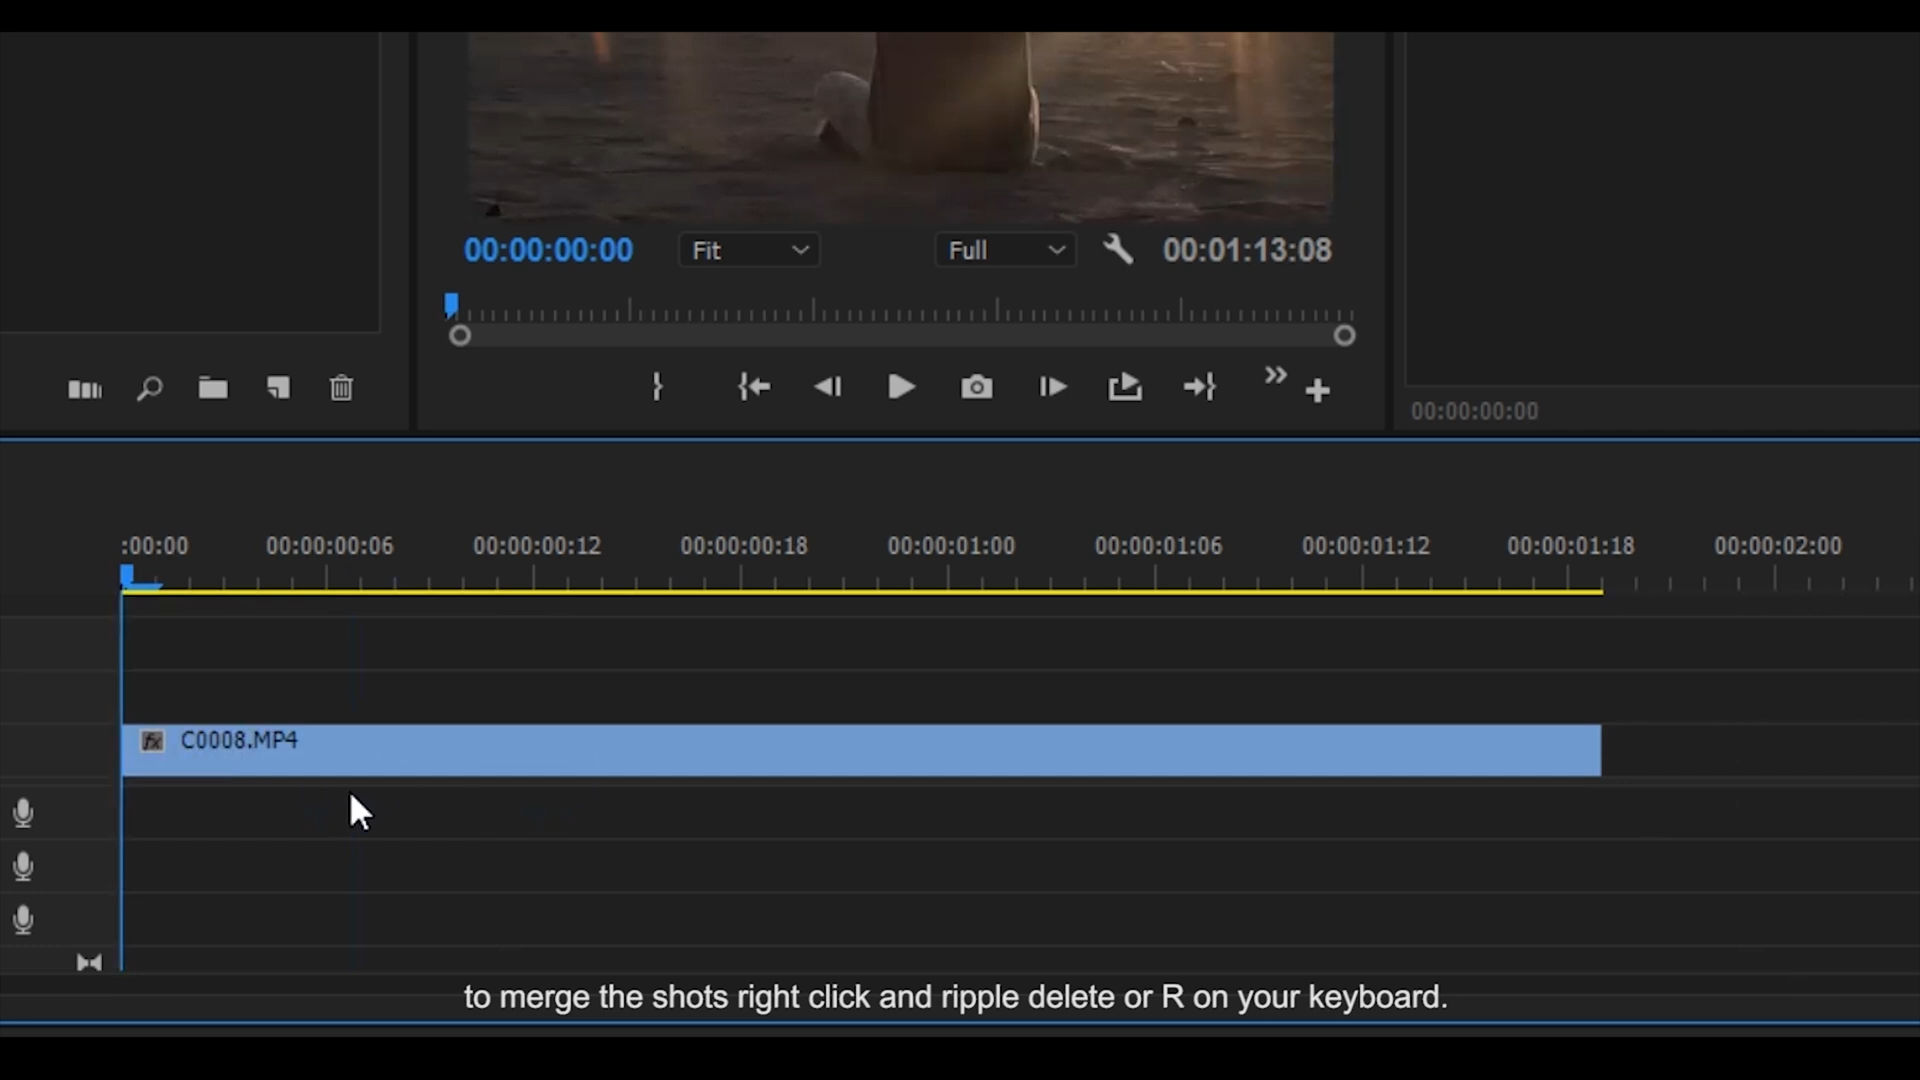 00:00:00:00 Fit Full 00:01:13:08
00:00:00:00
:00:00 00:00:00:06 00:00:00:12 00:00:00:18 00:00:01:00 00:00:01:06 00:00:01:12 00:00:01:18 00:00:02:00
fx C0008.MP4
to merge the shots right click and ripple delete or R on your keyboard.